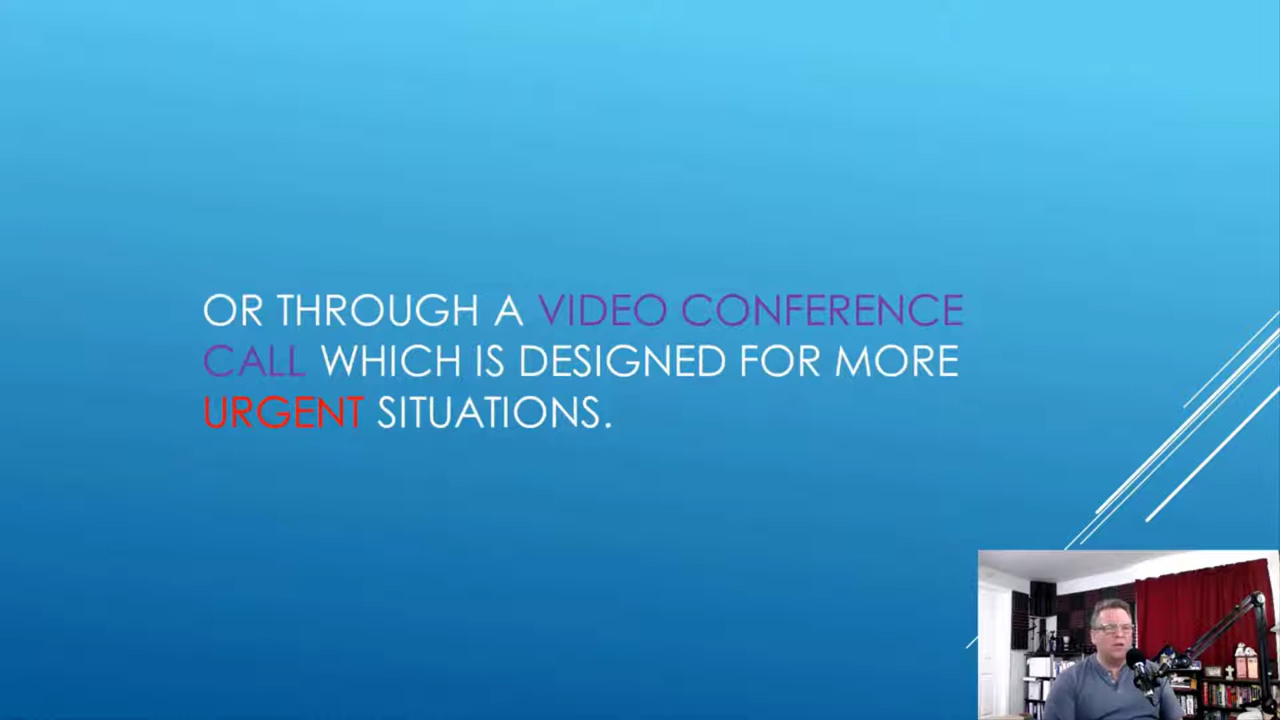 OR THROUGH A VIDEO CONFERENCE
CALL WHICH IS DESIGNED FOR MORE
URGENT SITUATIONS.